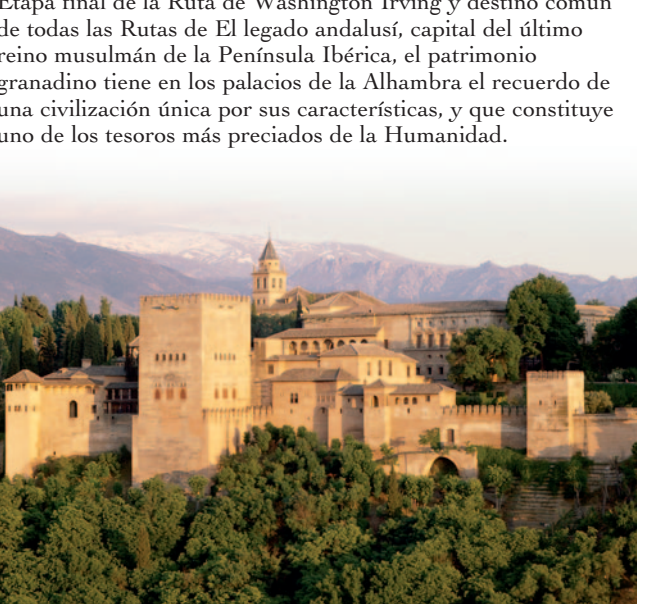 Etapa final de la Ruta de Washington Irving y destino común
de todas las Rutas de El legado andalusí, capital del último
reino musulmán de la Península Ibérica, el patrimonio
granadino tiene en los palacios de la Alhambra el recuerdo de
una civilización única por sus características, y que constituye
uno de los tesoros más preciados de la Humanidad.